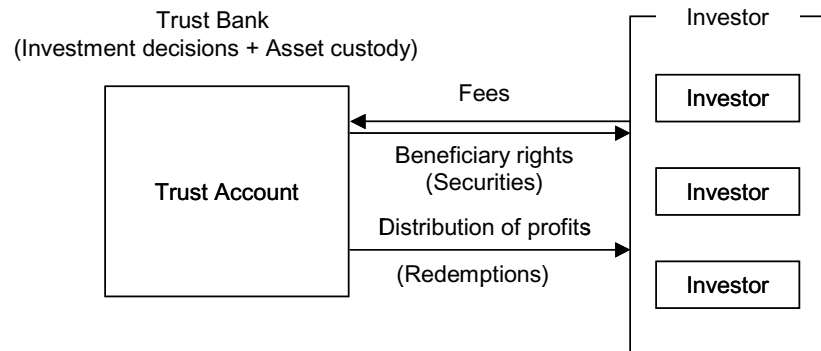 Trust Bank
(Investment decisions + Asset custody)
Investor
Fees
Investor
Beneficiary rights
(Securities)
Trust Account
Investor
Distribution of profits
(Redemptions)
Investor